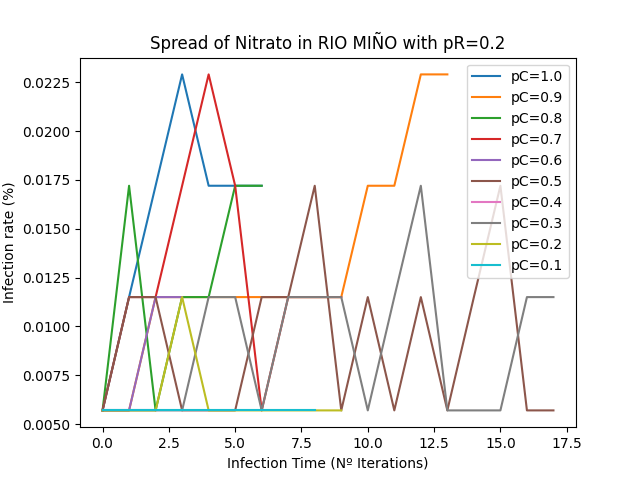 Spread of Nitrato in RIO MIÑO with pR=0.2
Infection rate (%)
0.0225
0.0200
0.0175
0.0150
0.0125
0.0100
0.0075
0.0050
pC=1.0
pC=0.9
pC=0.8
pC=0.7
pC=0.6
pC=0.5
pC=0.4
pC=0.3
pC=0.2
pC=0.1
0.0 2.5 5.0 7.5 10.0 12.5 15.0 17.5
Infection Time (Nº Iterations)